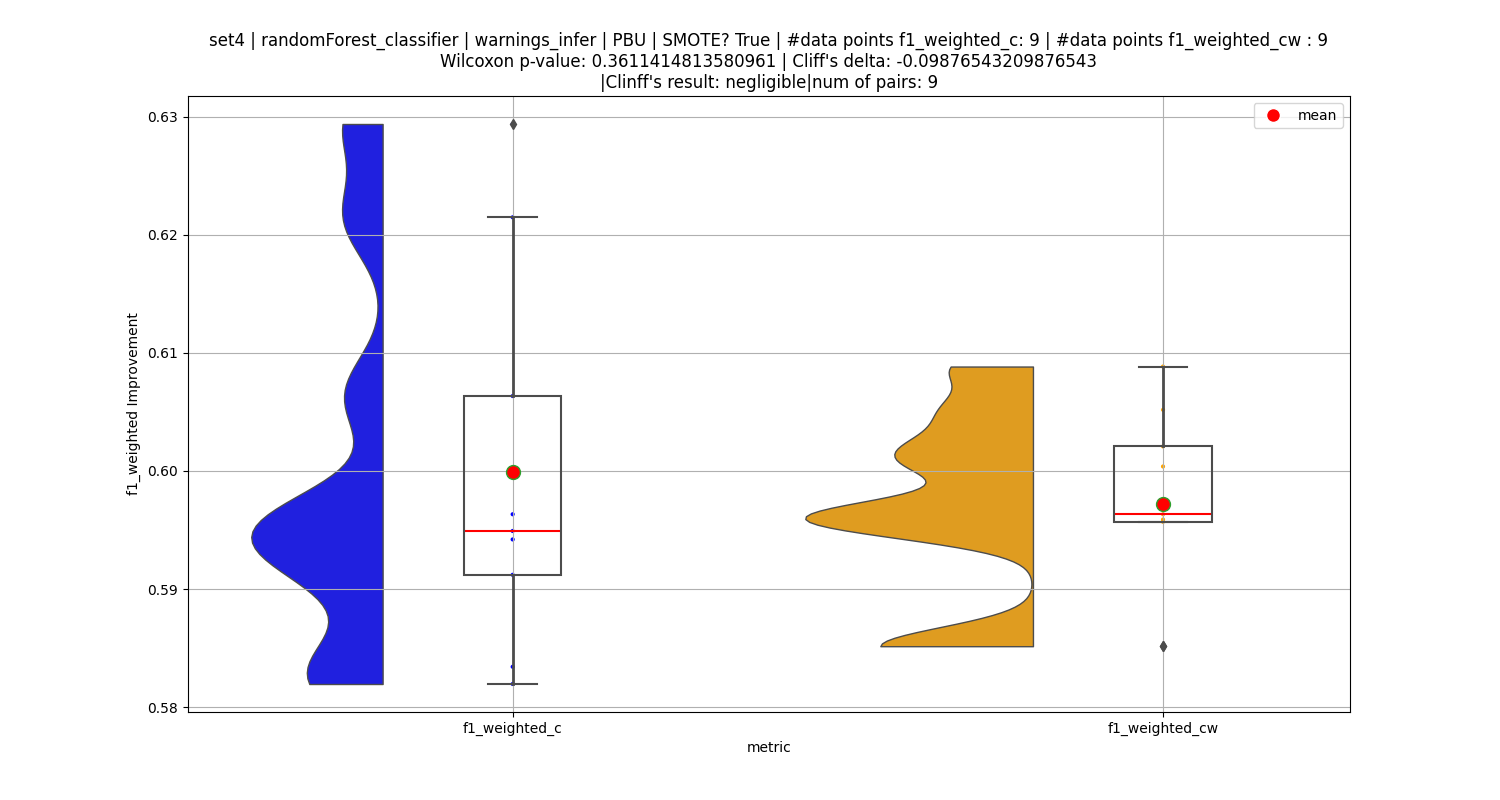 set4 | randomForest_classifier | warnings_infer | PBU | SMOTE? True | #data points f1_weighted_c: 9 | #data points f1_weighted_cw : 9
Wilcoxon p-value: 0.3611414813580961 | Cliff's delta: -0.09876543209876543
|Clinff's result: negligible|num of pairs: 9
mean
0.63
0.62
0.61
0.60
0.59
0.58
f1_weighted Improvement
f1_weighted_c
f1_weighted_cw
metric